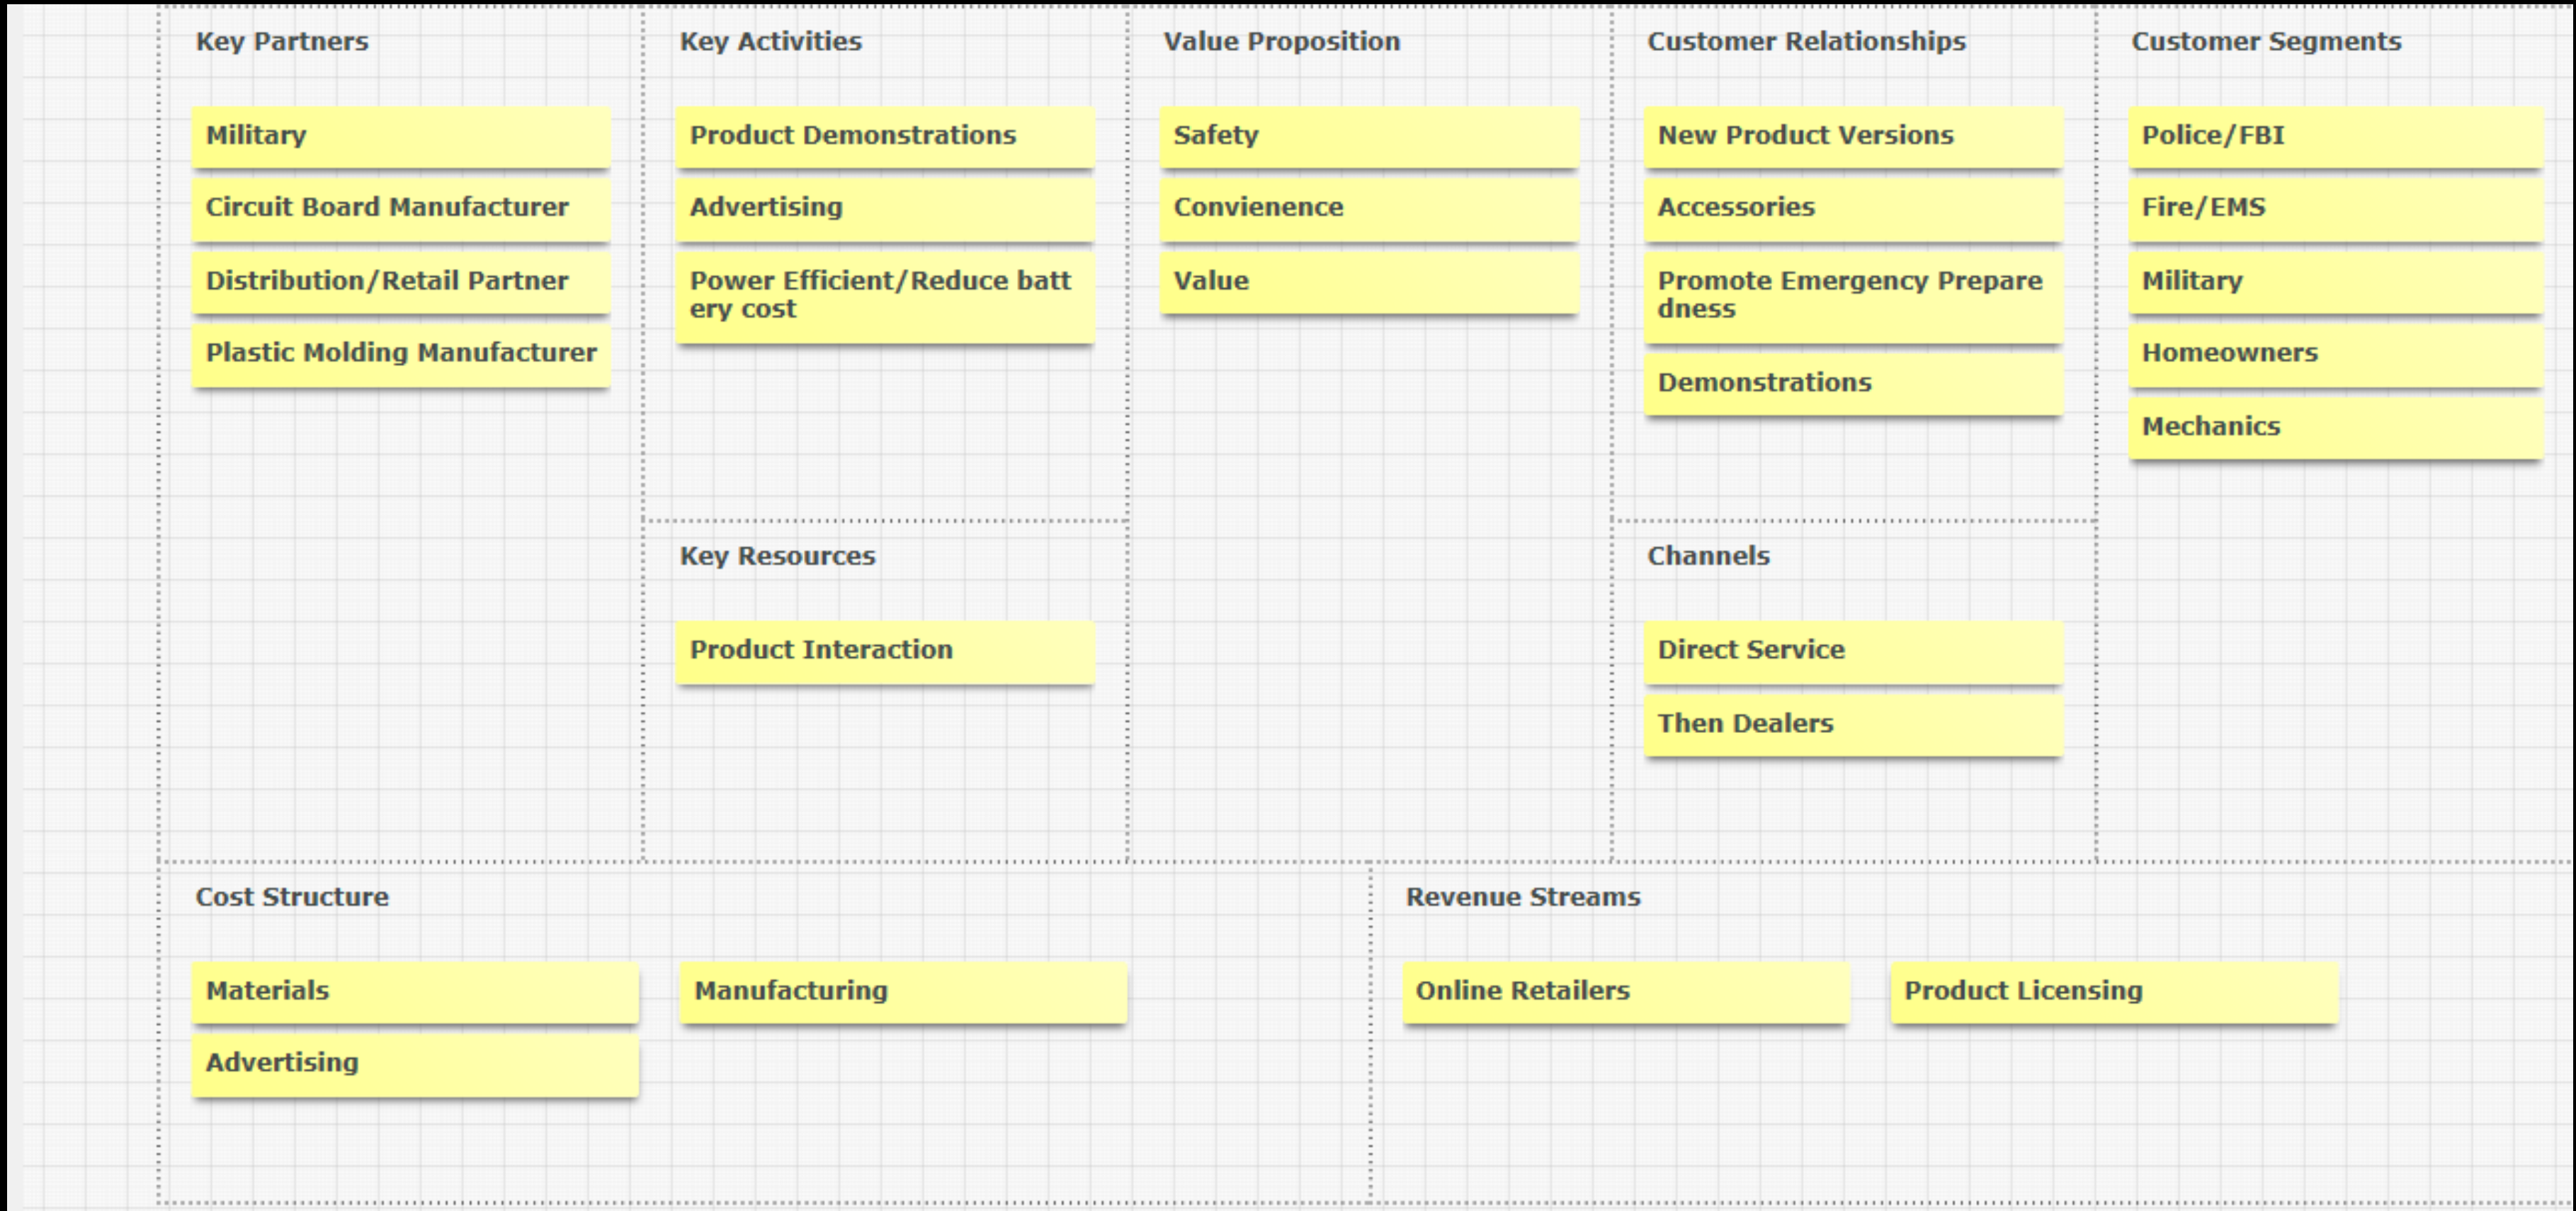 Key Partners
Military
Circuit Board Manufacturer
Distribution/Retail Partner
Plastic Molding Manufacturer
Key Activities
Product Demonstrations
Advertising
Power Efficient/Reduce batt
ery cost
Key Resources
Product Interaction
Value Proposition
Safety
Convienence
Value
Customer Relationships
New Product Versions
Accessories
Promote Emergency Prepare
dness
Demonstrations
Channels
Direct Service
Then Dealers
Customer Segments
Police/FBI
Fire/EMS
Military
Homeowners
Mechanics
Cost Structure
Materials
Manufacturing
Advertising
Revenue Streams
Online Retailers
Product Licensing